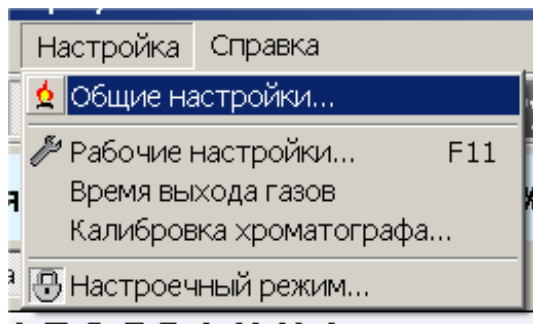 Настройка Справка
Общие настройки...
Рабочие настройки... F11
Время выхода газов
Калибровка хроматографа...
Настроечный режим...